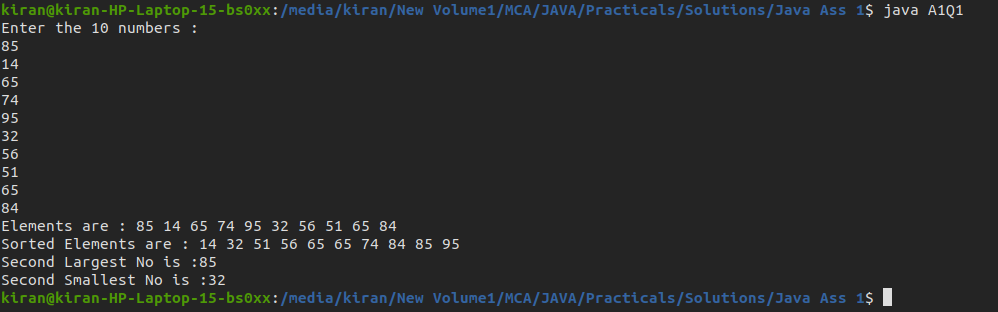 kiran@kiran-HP-Laptop-15-bs0xx:/media/kiran/New Volume1/MCA/JAVA/Practicals/Solutions/Java Ass 1$ java A1Q1
Enter the 10 numbers :
85
14
65
74
95
32
56
51
65
84
Elements are : 85 14 65 74 95 32 56 51 65 84
Sorted Elements are : 14 32 51 56 65 65 74 84 85 95
Second Largest No is :85
Second Smallest No is :32
kiran@kiran-HP-Laptop-15-bs0xx:/media/kiran/New Volume1/MCA/JAVA/Practicals/Solutions/Java Ass 1$